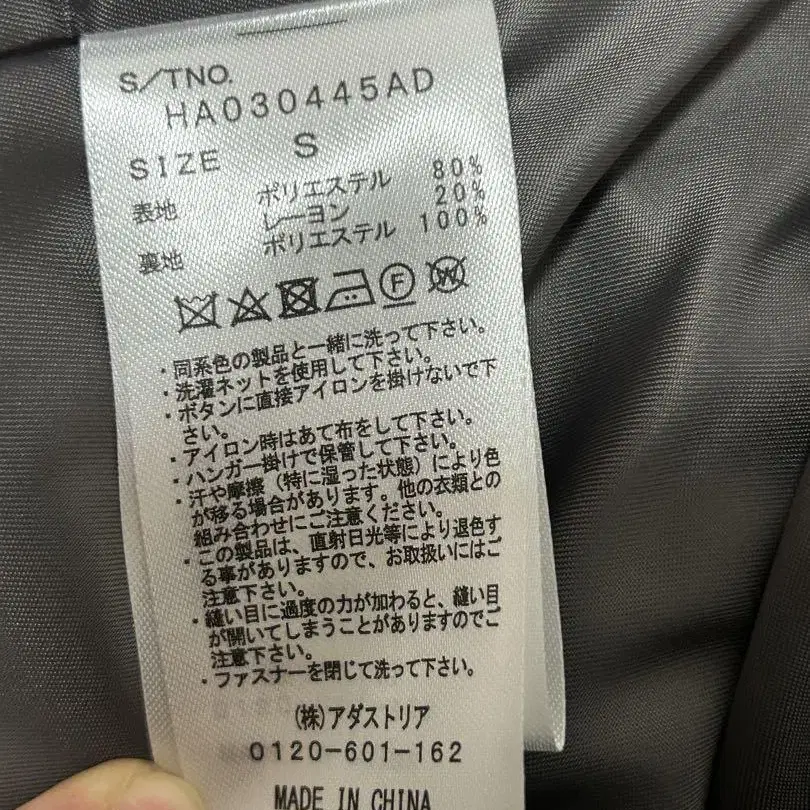 S/TNO.
HA030445AD
SIZE S
表地 ポリエステル 80%
レーヨン 20%
裏地 ポリエステル 100%
F W
・同系色の製品と一緒に洗って下さい。
・洗濯ネットを使用して下さい。
・ボタンに直接アイロンを掛けないで下
さい。
・アイロン時はあて布をして下さい。
・ハンガー掛けで保管して下さい。
・汗や摩擦(特に湿った状態)により色
が移る場合があります。他の衣類との
組み合わせにご注意ください。
・この製品は、直射日光等により退色す
る事がありますので、お取扱いにはご
注意下さい。
・縫い目に過度の力が加わると、縫い目
が開いてしまうことがありますのでご
注意下さい。
・ファスナーを閉じて洗って下さい。
(株)アダストリア
0120-601-162
MADE IN CHINA